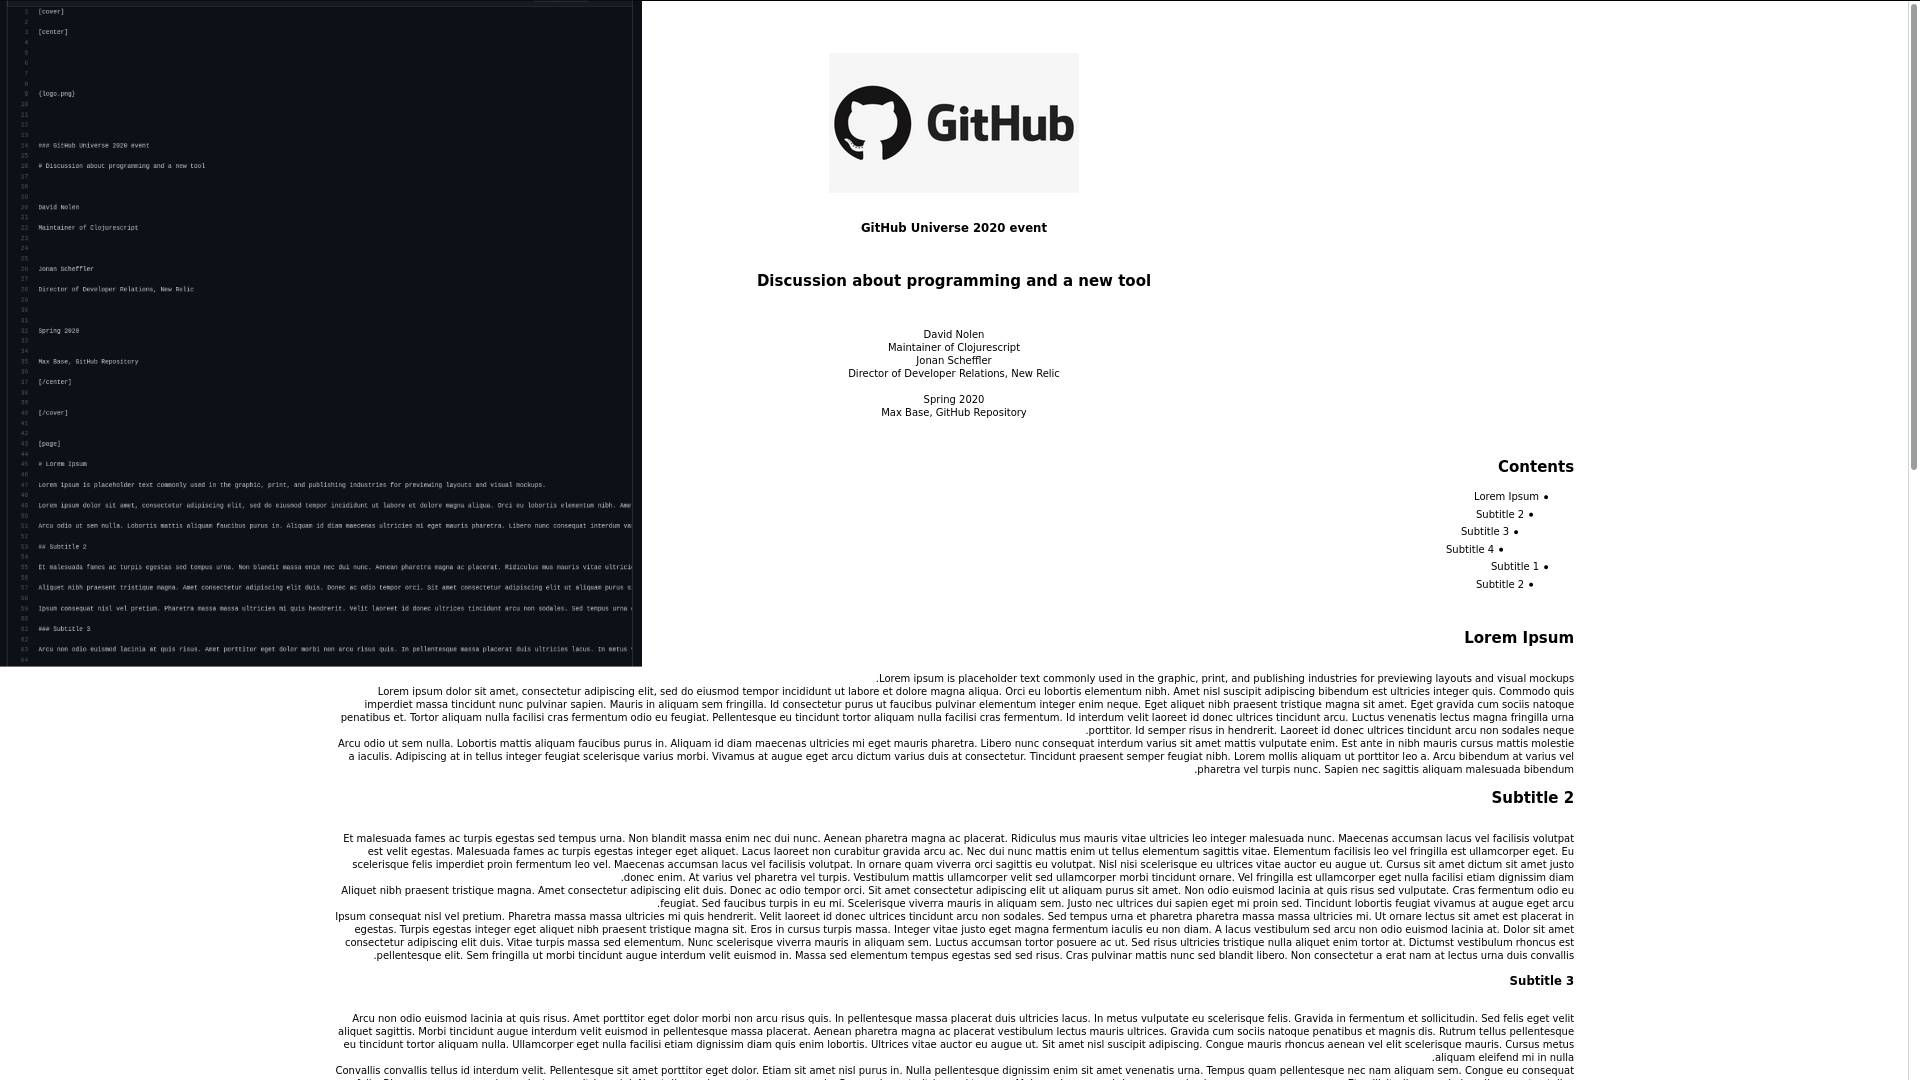 1 [cover]
2
3 [center]
4
5
6
7
8
9 {logo.png}
10
11
12
13
14 ### GitHub Universe 2020 event
15
16 # Discussion about programming and a new tool
17
18
19
20 David Nolen
21
22 Maintainer of Clojurescript
23
24
25
26 Jonan Scheffler
27
28 Director of Developer Relations, New Relic
29
30
31
32 Spring 2020
33
34
35 Max Base, GitHub Repository
36
37 [/center]
38
39
40 [/cover]
41
42
43 [page]
44
45 # Lorem Ipsum
46
47 Lorem ipsum is placeholder text commonly used in the graphic, print, and publishing industries for previewing layouts and visual mockups.
48
49 Lorem ipsum dolor sit amet, consectetur adipiscing elit, sed do eiusmod tempor incididunt ut labore et dolore magna aliqua. Orci eu lobortis elementum nibh. Ame
50
51 Arcu odio ut sem nulla. Lobortis mattis aliquam faucibus purus in. Aliquam id diam maecenas ultricies mi eget mauris pharetra. Libero nunc consequat interdum va
52
53 ## Subtitle 2
54
55 Et malesuada fames ac turpis egestas sed tempus urna. Non blandit massa enim nec dui nunc. Aenean pharetra magna ac placerat. Ridiculus mus mauris vitae ultrici
56
57 Aliquet nibh praesent tristique magna. Amet consectetur adipiscing elit duis. Donec ac odio tempor orci. Sit amet consectetur adipiscing elit ut aliquam purus s
58
59 Ipsum consequat nisl vel pretium. Pharetra massa massa ultricies mi quis hendrerit. Velit laoreet id donec ultrices tincidunt arcu non sodales. Sed tempus urna
60
61 ### Subtitle 3
62
63 Arcu non odio euismod lacinia at quis risus. Amet porttitor eget dolor morbi non arcu risus quis. In pellentesque massa placerat duis ultricies lacus. In metus
64
GitHub
GitHub Universe 2020 event
Discussion about programming and a new tool
David Nolen
Maintainer of Clojurescript
Jonan Scheffler
Director of Developer Relations, New Relic
Spring 2020
Max Base, GitHub Repository
Contents
Lorem Ipsum •
Subtitle 2 •
Subtitle 3 •
Subtitle 4 •
Subtitle 1 •
Subtitle 2 •
Lorem Ipsum
.Lorem ipsum is placeholder text commonly used in the graphic, print, and publishing industries for previewing layouts and visual mockups
Lorem ipsum dolor sit amet, consectetur adipiscing elit, sed do eiusmod tempor incididunt ut labore et dolore magna aliqua. Orci eu lobortis elementum nibh. Amet nisl suscipit adipiscing bibendum est ultricies integer quis. Commodo quis
imperdiet massa tincidunt nunc pulvinar sapien. Mauris in aliquam sem fringilla. Id consectetur purus ut faucibus pulvinar elementum integer enim neque. Eget aliquet nibh praesent tristique magna sit amet. Eget gravida cum sociis natoque
penatibus et. Tortor aliquam nulla facilisi cras fermentum odio eu feugiat. Pellentesque eu tincidunt tortor aliquam nulla facilisi cras fermentum. Id interdum velit laoreet id donec ultrices tincidunt arcu. Luctus venenatis lectus magna fringilla urna
.porttitor. Id semper risus in hendrerit. Laoreet id donec ultrices tincidunt arcu non sodales neque
Arcu odio ut sem nulla. Lobortis mattis aliquam faucibus purus in. Aliquam id diam maecenas ultricies mi eget mauris pharetra. Libero nunc consequat interdum varius sit amet mattis vulputate enim. Est ante in nibh mauris cursus mattis molestie
a iaculis. Adipiscing at in tellus integer feugiat scelerisque varius morbi. Vivamus at augue eget arcu dictum varius duis at consectetur. Tincidunt praesent semper feugiat nibh. Lorem mollis aliquam ut porttitor leo a. Arcu bibendum at varius vel
.pharetra vel turpis nunc. Sapien nec sagittis aliquam malesuada bibendum
Subtitle 2
Et malesuada fames ac turpis egestas sed tempus urna. Non blandit massa enim nec dui nunc. Aenean pharetra magna ac placerat. Ridiculus mus mauris vitae ultricies leo integer malesuada nunc. Maecenas accumsan lacus vel facilisis volutpat
est velit egestas. Malesuada fames ac turpis egestas integer eget aliquet. Lacus laoreet non curabitur gravida arcu ac. Nec dui nunc mattis enim ut tellus elementum sagittis vitae. Elementum facilisis leo vel fringilla est ullamcorper eget. Eu
scelerisque felis imperdiet proin fermentum leo vel. Maecenas accumsan lacus vel facilisis volutpat. In ornare quam viverra orci sagittis eu volutpat. Nisl nisi scelerisque eu ultrices vitae auctor eu augue ut. Cursus sit amet dictum sit amet justo
.donec enim. At varius vel pharetra vel turpis. Vestibulum mattis ullamcorper velit sed ullamcorper morbi tincidunt ornare. Vel fringilla est ullamcorper eget nulla facilisi etiam dignissim diam
Aliquet nibh praesent tristique magna. Amet consectetur adipiscing elit duis. Donec ac odio tempor orci. Sit amet consectetur adipiscing elit ut aliquam purus sit amet. Non odio euismod lacinia at quis risus sed vulputate. Cras fermentum odio eu
.feugiat. Sed faucibus turpis in eu mi. Scelerisque viverra mauris in aliquam sem. Justo nec ultrices dui sapien eget mi proin sed. Tincidunt lobortis feugiat vivamus at augue eget arcu
Ipsum consequat nisl vel pretium. Pharetra massa massa ultricies mi quis hendrerit. Velit laoreet id donec ultrices tincidunt arcu non sodales. Sed tempus urna et pharetra pharetra massa massa ultricies mi. Ut ornare lectus sit amet est placerat in
egestas. Turpis egestas integer eget aliquet nibh praesent tristique magna sit. Eros in cursus turpis massa. Integer vitae justo eget magna fermentum iaculis eu non diam. A lacus vestibulum sed arcu non odio euismod lacinia at. Dolor sit amet
consectetur adipiscing elit duis. Vitae turpis massa sed elementum. Nunc scelerisque viverra mauris in aliquam sem. Luctus accumsan tortor posuere ac ut. Sed risus ultricies tristique nulla aliquet enim tortor at. Dictumst vestibulum rhoncus est
.pellentesque elit. Sem fringilla ut morbi tincidunt augue interdum velit euismod in. Massa sed elementum tempus egestas sed sed risus. Cras pulvinar mattis nunc sed blandit libero. Non consectetur a erat nam at lectus urna duis convallis
Subtitle 3
Arcu non odio euismod lacinia at quis risus. Amet porttitor eget dolor morbi non arcu risus quis. In pellentesque massa placerat duis ultricies lacus. In metus vulputate eu scelerisque felis. Gravida in fermentum et sollicitudin. Sed felis eget velit
aliquet sagittis. Morbi tincidunt augue interdum velit euismod in pellentesque massa placerat. Aenean pharetra magna ac placerat vestibulum lectus mauris ultrices. Gravida cum sociis natoque penatibus et magnis dis. Rutrum tellus pellentesque
eu tincidunt tortor aliquam nulla. Ullamcorper eget nulla facilisi etiam dignissim diam quis enim lobortis. Ultrices vitae auctor eu augue ut. Sit amet nisl suscipit adipiscing. Congue mauris rhoncus aenean vel elit scelerisque mauris. Cursus metus
.aliquam eleifend mi in nulla
Convallis convallis tellus id interdum velit. Pellentesque sit amet porttitor eget dolor. Etiam sit amet nisl purus in. Nulla pellentesque dignissim enim sit amet venenatis urna. Tempus quam pellentesque nec nam aliquam sem. Congue eu consequat